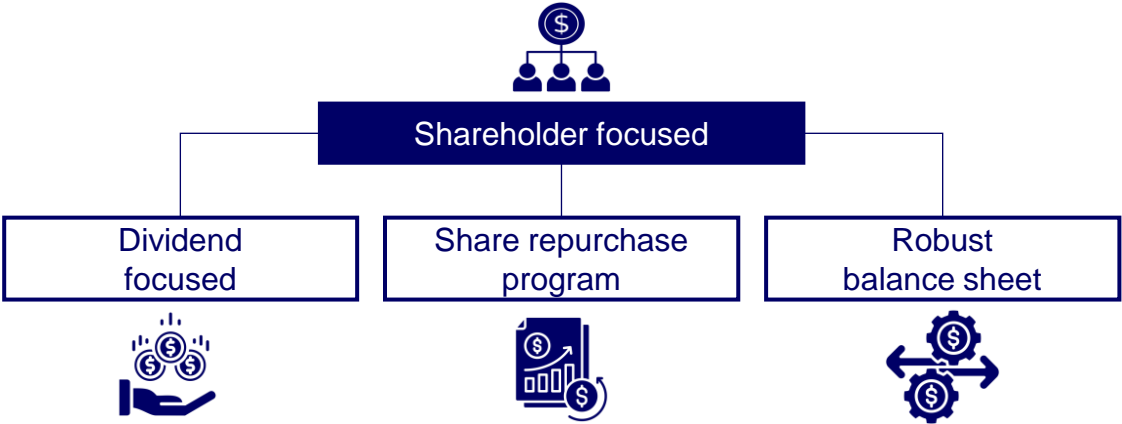 $
Shareholder focused
Dividend
focused
Share repurchase
program
Robust
balance sheet
$ $ $
$
$
$
$